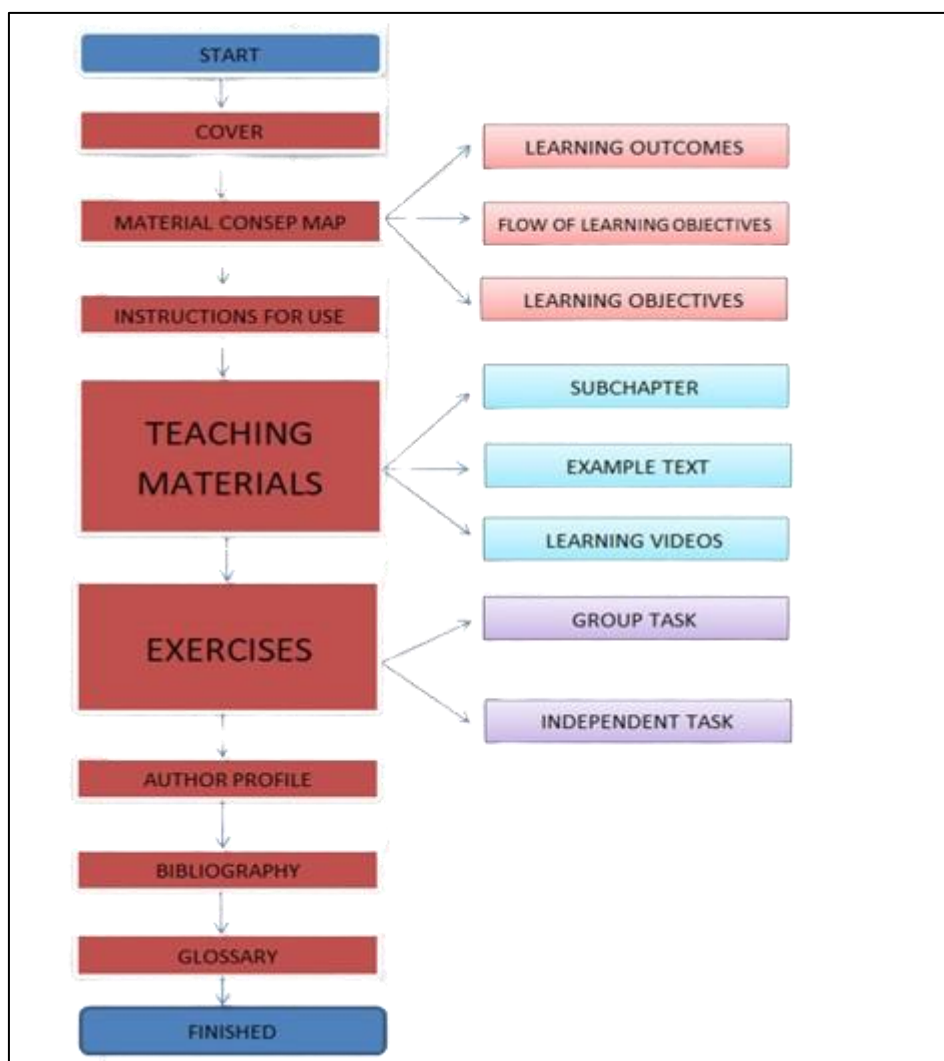 START
COVER
MATERIAL CONSEP MAP
LEARNING OUTCOMES
FLOW OF LEARNING OBJECTIVES
LEARNING OBJECTIVES
INSTRUCTIONS FOR USE
TEACHING
MATERIALS
SUBCHAPTER
EXAMPLE TEXT
LEARNING VIDEOS
EXERCISES
GROUP TASK
INDEPENDENT TASK
AUTHOR PROFILE
BIBLIOGRAPHY
GLOSSARY
FINISHED